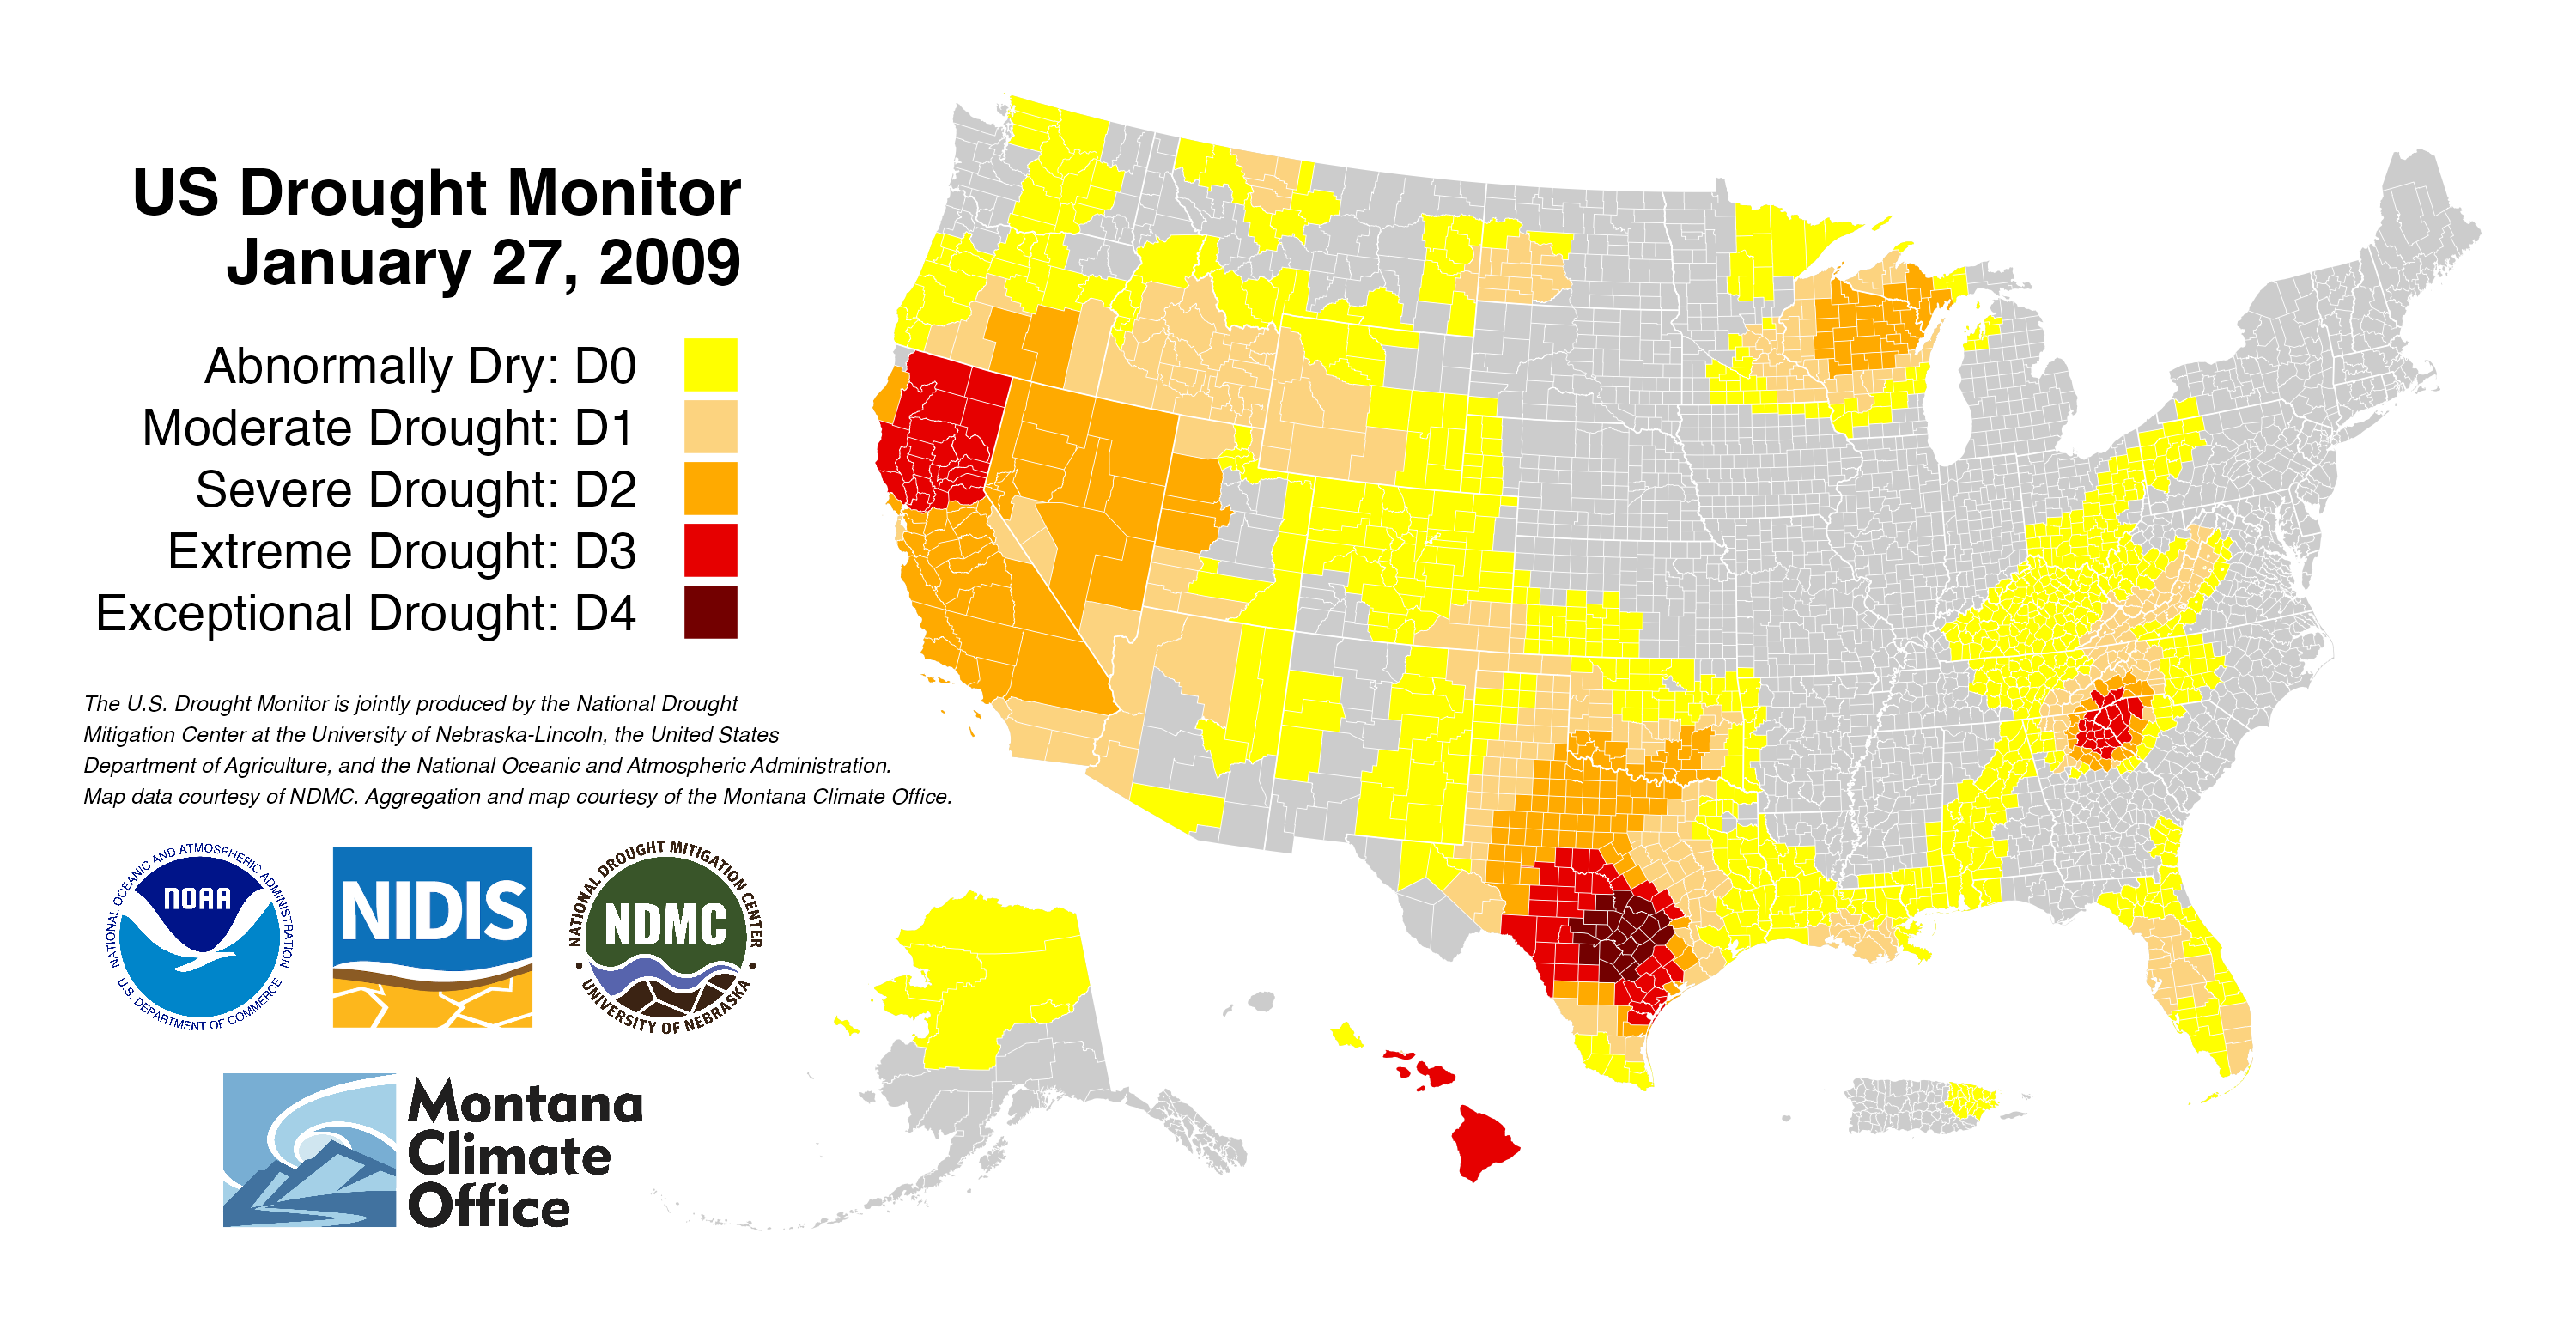 US Drought Monitor
January 27, 2009
Abnormally Dry: D0
Moderate Drought: D1
Severe Drought: D2
Extreme Drought: D3
Exceptional Drought: D4
The U.S. Drought Monitor is jointly produced by the National Drought
Mitigation Center at the University of Nebraska-Lincoln, the United States
Department of Agriculture, and the National Oceanic and Atmospheric Administration.
Map data courtesy of NDMC. Aggregation and map courtesy of the Montana Climate Office.
NATIONAL OCEANIC AND ATMOSPHERIC ADMINISTRATION
NOAA
U.S. DEPARTMENT OF COMMERCE
NIDIS
NATIONAL DROUGHT MITIGATION CENTER
NDMC
UNIVERSITY OF NEBRASKA
Montana
Climate
Office